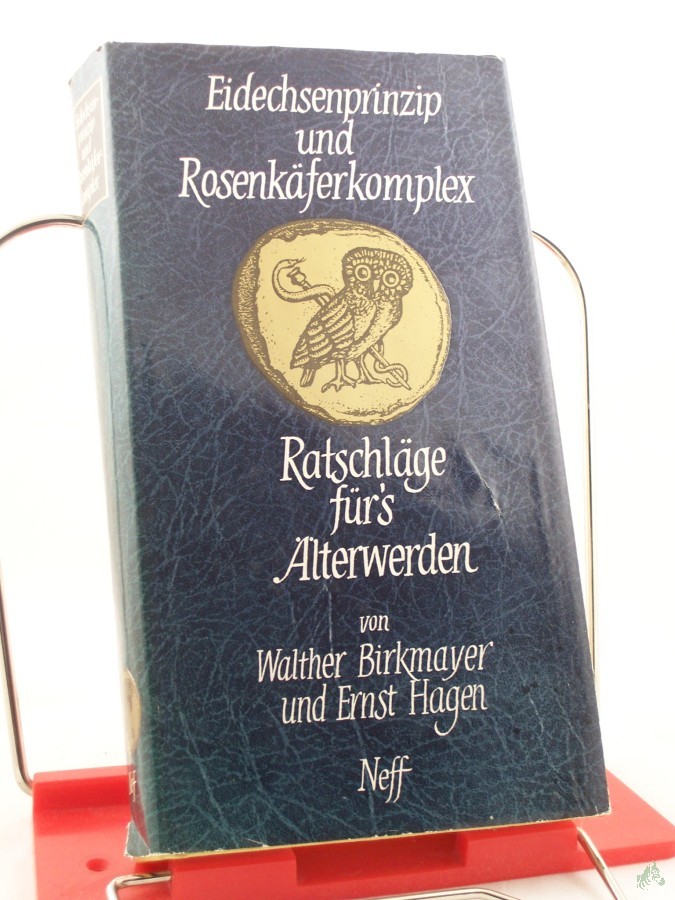 Eidechsenprinzip
und
Rosenkäferkomplex
Ratschläge
für's
Älterwerden
von
Walther Birkmayer
und Ernst Hagen
Neff